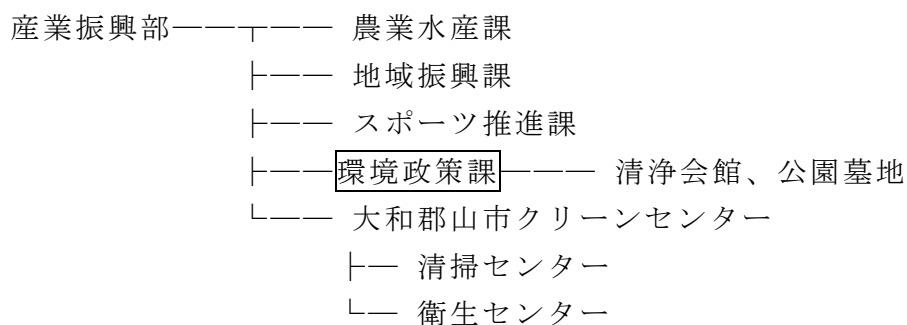 産業振興部――┬―― 農業水産課
├―― 地域振興課
├―― スポーツ推進課
├――環境政策課――― 清浄会館、公園墓地
└―― 大和郡山市クリーンセンター
├― 清掃センター
└― 衛生センター